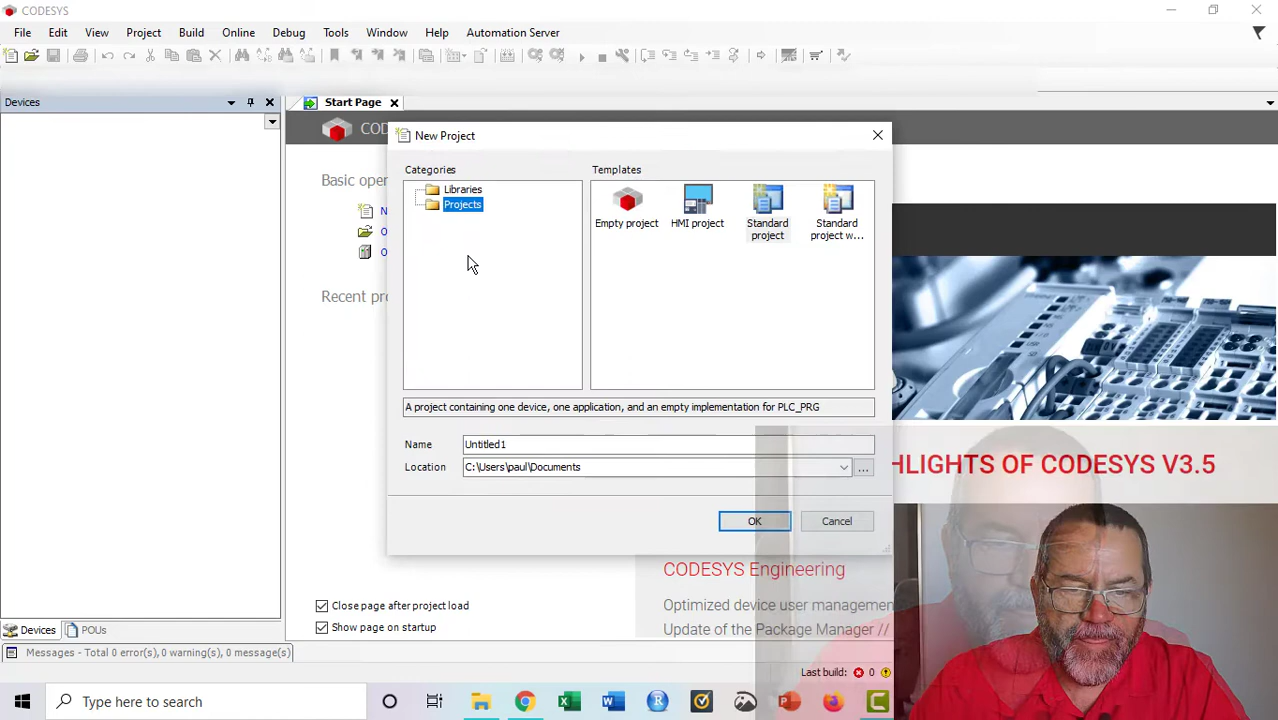 CODESYS
File Edit View Project Build Online Debug Tools Window Help Automation Server
Devices
Start Page
New Project
Categories
Templates
Libraries
Projects
Empty project
HMI project
Standard
project
Standard
project w...
Basic ope
Recent pr
A project containing one device, one application, and an empty implementation for PLC_PRG
Name
Untitled1
Location
C:\Users\paul\Documents
...
OK
Cancel
HLIGHTS OF CODESYS V3.5
CODESYS Engineering
Optimized device user managemen
Update of the Package Manager //
Close page after project load
Show page on startup
Devices
POUs
Messages - Total 0 error(s), 0 warning(s), 0 message(s)
Last build: 0
Type here to search